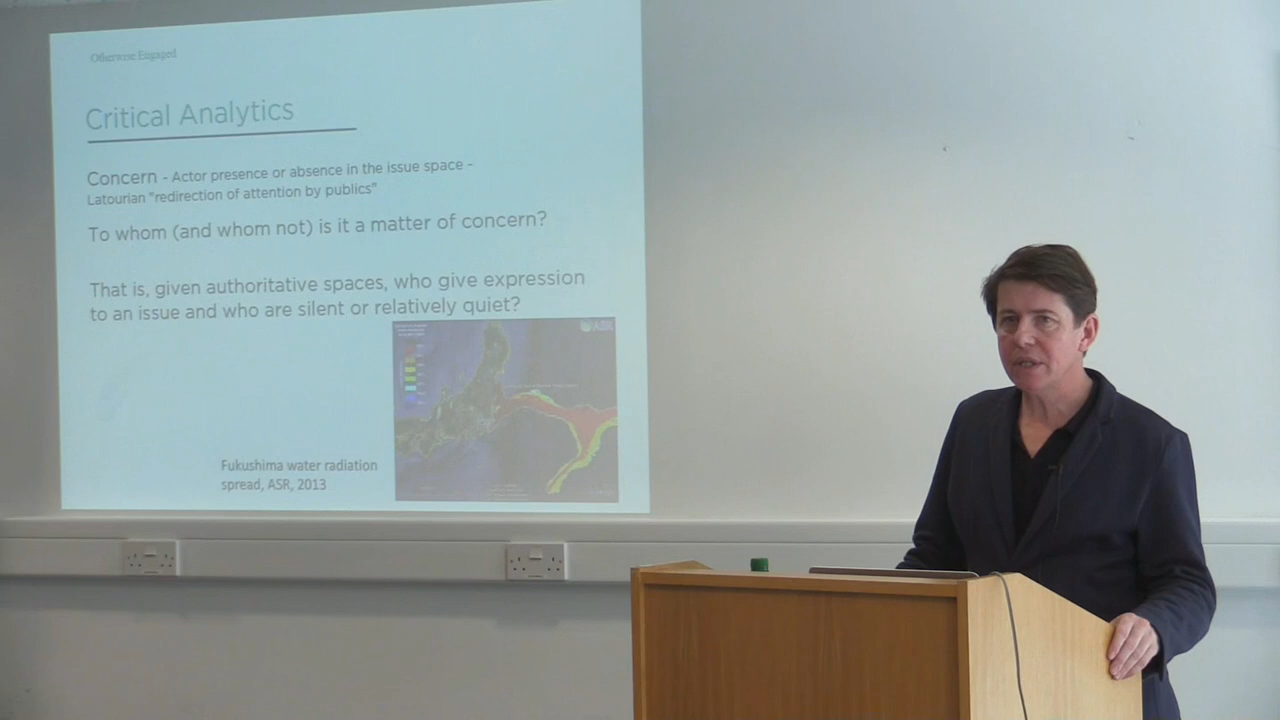 Otherwise Engaged
Critical Analytics
Concern - Actor presence or absence in the issue space -
Latourian "redirection of attention by publics"
To whom (and whom not) is it a matter of concern?
That is, given authoritative spaces, who give expression
to an issue and who are silent or relatively quiet?
ASR
Fukushima water radiation
spread, ASR, 2013